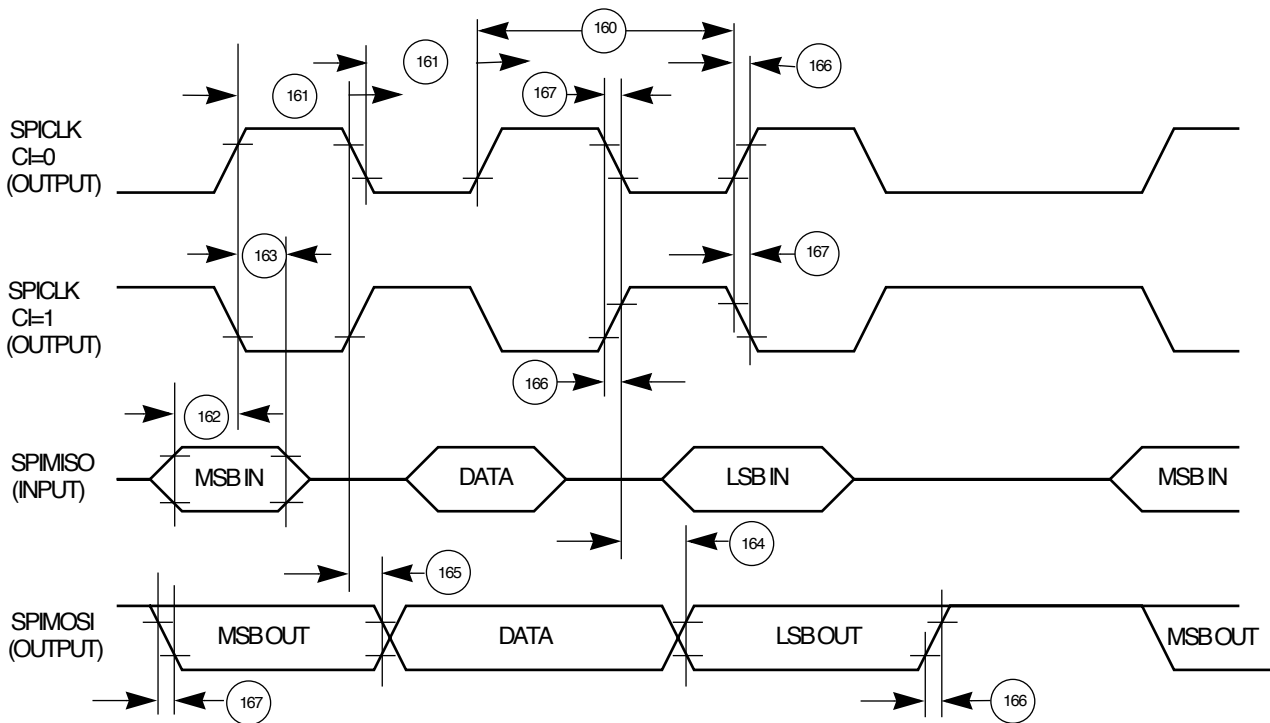 160
161
161
166
167
SPICLK
CI=0
(OUTPUT)
163
167
SPICLK
CI=1
(OUTPUT)
166
162
SPIMISO
(INPUT)
MSB IN
DATA
LSB IN
MSB IN
164
165
SPIMOSI
(OUTPUT)
MSB OUT
DATA
LSB OUT
MSB OUT
167
166